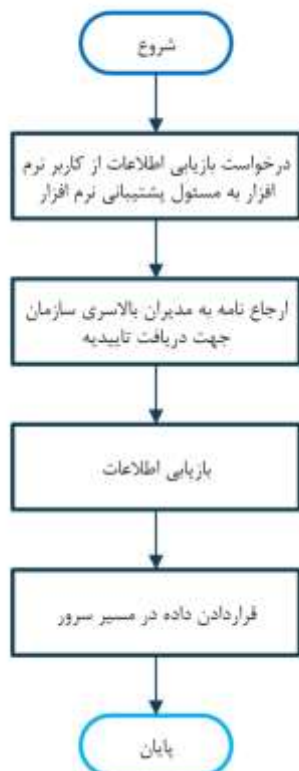 شروع
درخواست بازیابی اطلاعات از کاربر نرم
افزار به مسئول پشتیبانی نرم افزار
ارجاع نامه به مدیران بالاسری سازمان
جهت دریافت تاییدیه
بازیابی اطلاعات
قراردادن داده در مسیر سرور
پایان